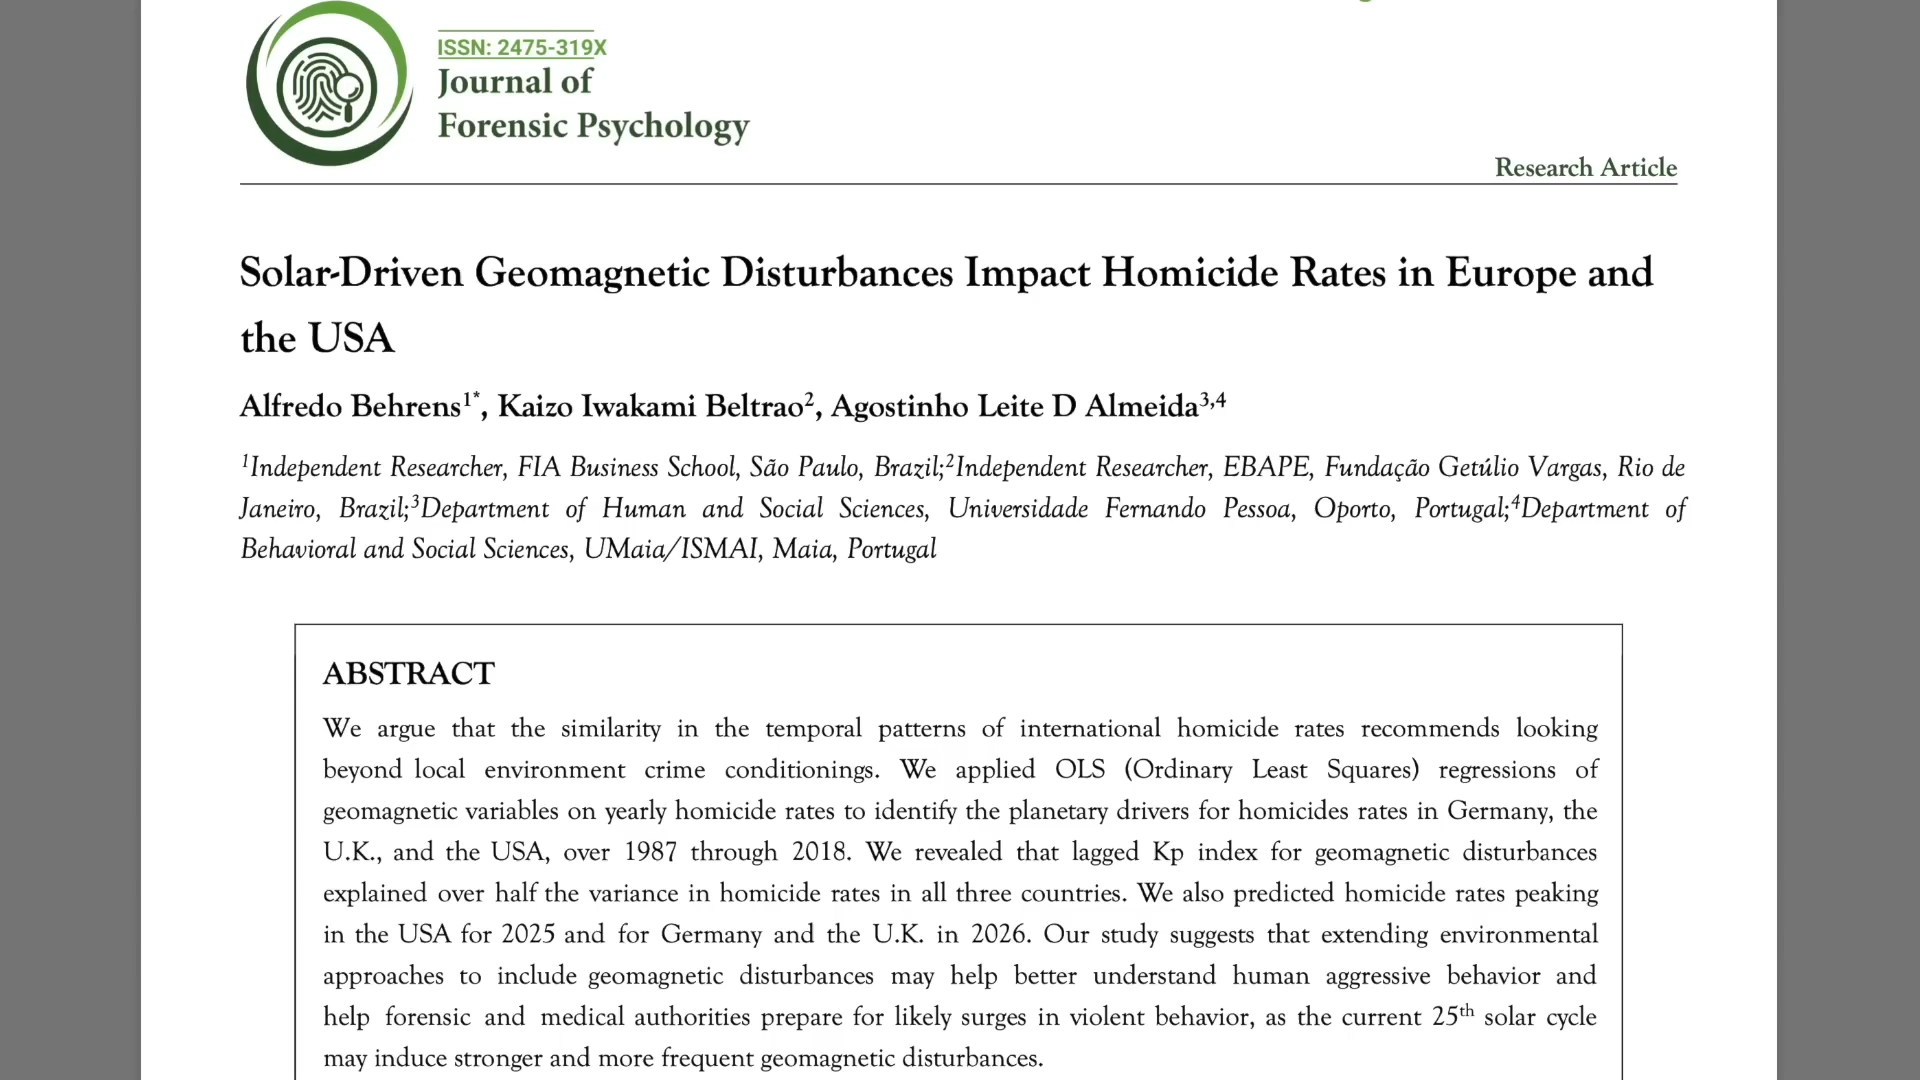 ISSN: 2475-319X
Journal of
Forensic Psychology
Research Article
Solar-Driven Geomagnetic Disturbances Impact Homicide Rates in Europe and
the USA
Alfredo Behrens1*, Kaizo Iwakami Beltrao2, Agostinho Leite D Almeida3,4
1Independent Researcher, FIA Business School, São Paulo, Brazil;2Independent Researcher, EBAPE, Fundação Getúlio Vargas, Rio de
Janeiro, Brazil;3Department of Human and Social Sciences, Universidade Fernando Pessoa, Oporto, Portugal;4Department of
Behavioral and Social Sciences, UMaia/ISMAI, Maia, Portugal
ABSTRACT
We argue that the similarity in the temporal patterns of international homicide rates recommends looking
beyond local environment crime conditionings. We applied OLS (Ordinary Least Squares) regressions of
geomagnetic variables on yearly homicide rates to identify the planetary drivers for homicides rates in Germany, the
U.K., and the USA, over 1987 through 2018. We revealed that lagged Kp index for geomagnetic disturbances
explained over half the variance in homicide rates in all three countries. We also predicted homicide rates peaking
in the USA for 2025 and for Germany and the U.K. in 2026. Our study suggests that extending environmental
approaches to include geomagnetic disturbances may help better understand human aggressive behavior and
help forensic and medical authorities prepare for likely surges in violent behavior, as the current 25th solar cycle
may induce stronger and more frequent geomagnetic disturbances.